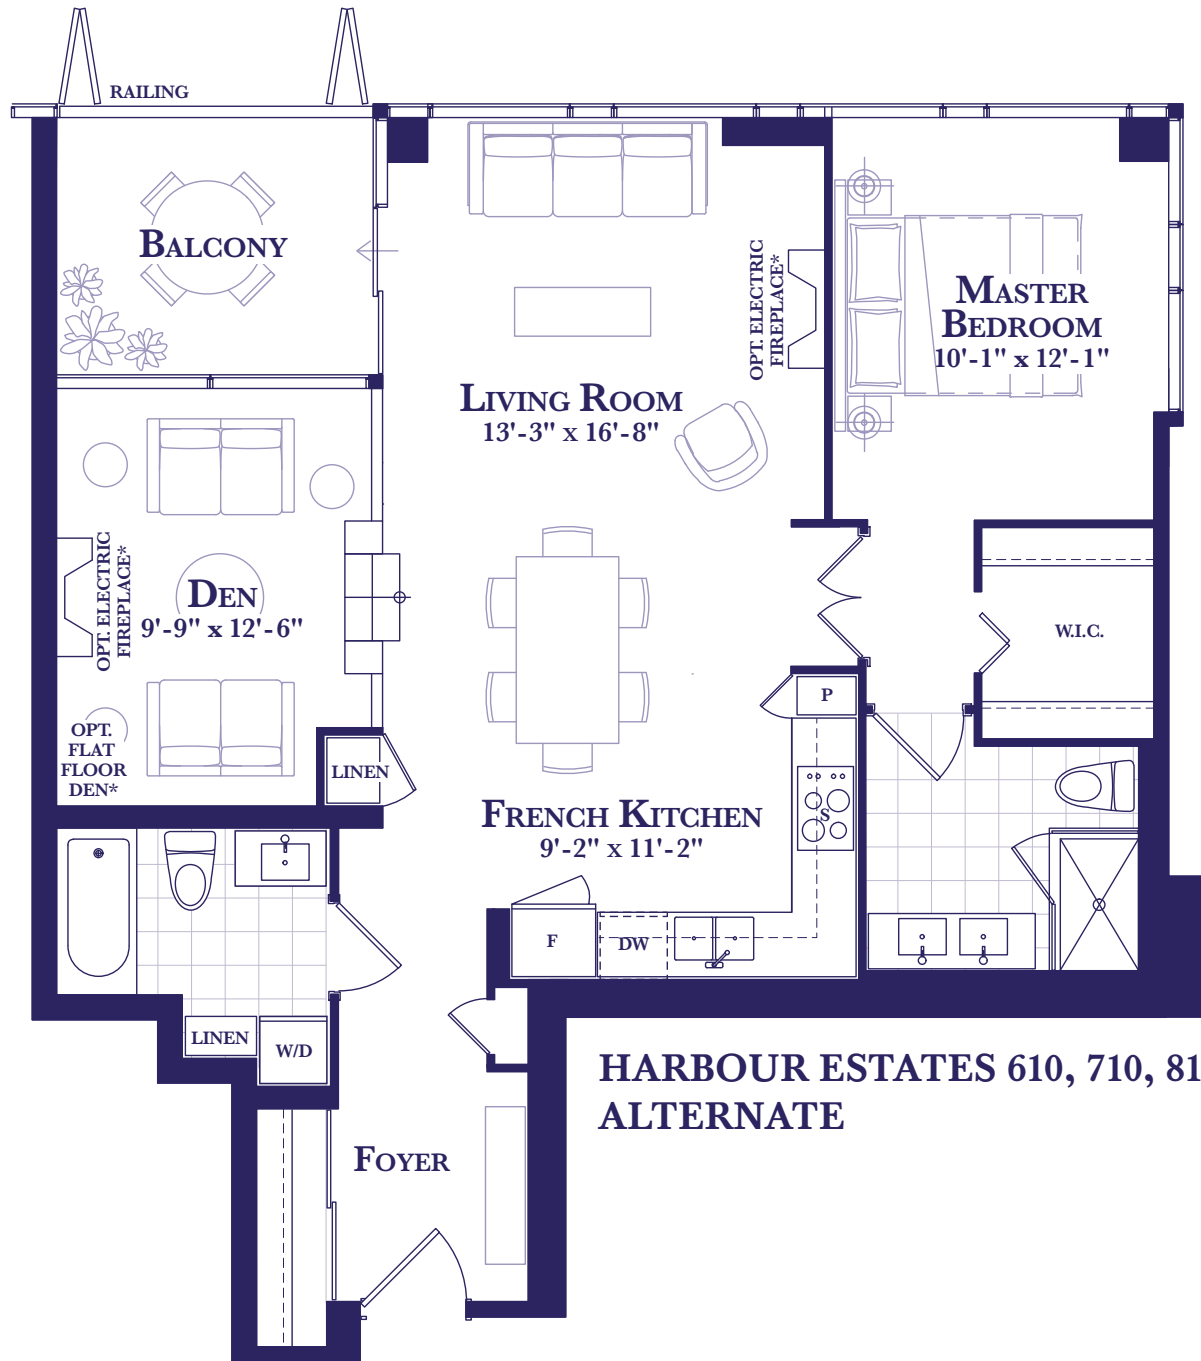 RAILING
BALCONY
OPT. ELECTRIC
FIREPLACE*
MASTER
BEDROOM
10'-1" x 12'-1"
LIVING ROOM
13'-3" x 16'-8"
OPT. ELECTRIC
FIREPLACE*
DEN
9'-9" x 12'-6"
W.I.C.
P
OPT.
FLAT
FLOOR
DEN*
LINEN
S
FRENCH KITCHEN
9'-2" x 11'-2"
F
DW
LINEN
W/D
HARBOUR ESTATES 610, 710, 81
ALTERNATE
FOYER